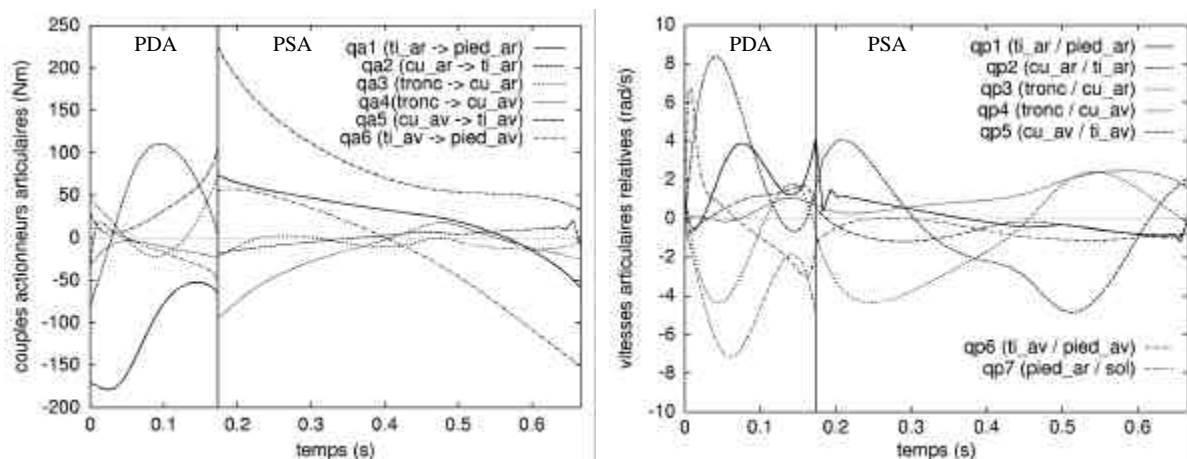 couples actionneurs articulaires (Nm)
250
200
150
100
50
0
-50
-100
-150
-200
PDA
PSA
qa1 (ti_ar -> pied_ar)
qa2 (cu_ar -> ti_ar)
qa3 (tronc -> cu_ar)
qa4(tronc -> cu_av)
qa5 (cu_av -> ti_av)
qa6 (ti_av -> pied_av)
0 0.1 0.2 0.3 0.4 0.5 0.6
temps (s)
vitesses articulaires relatives (rad/s)
10
8
6
4
2
0
-2
-4
-6
-8
-10
PDA
PSA
qp1 (ti_ar / pied_ar)
qp2 (cu_ar / ti_ar)
qp3 (tronc / cu_ar)
qp4 (tronc / cu_av)
qp5 (cu_av / ti_av)
qp6 (ti_av / pied_av)
qp7 (pied_ar / sol)
0 0.1 0.2 0.3 0.4 0.5 0.6
temps (s)